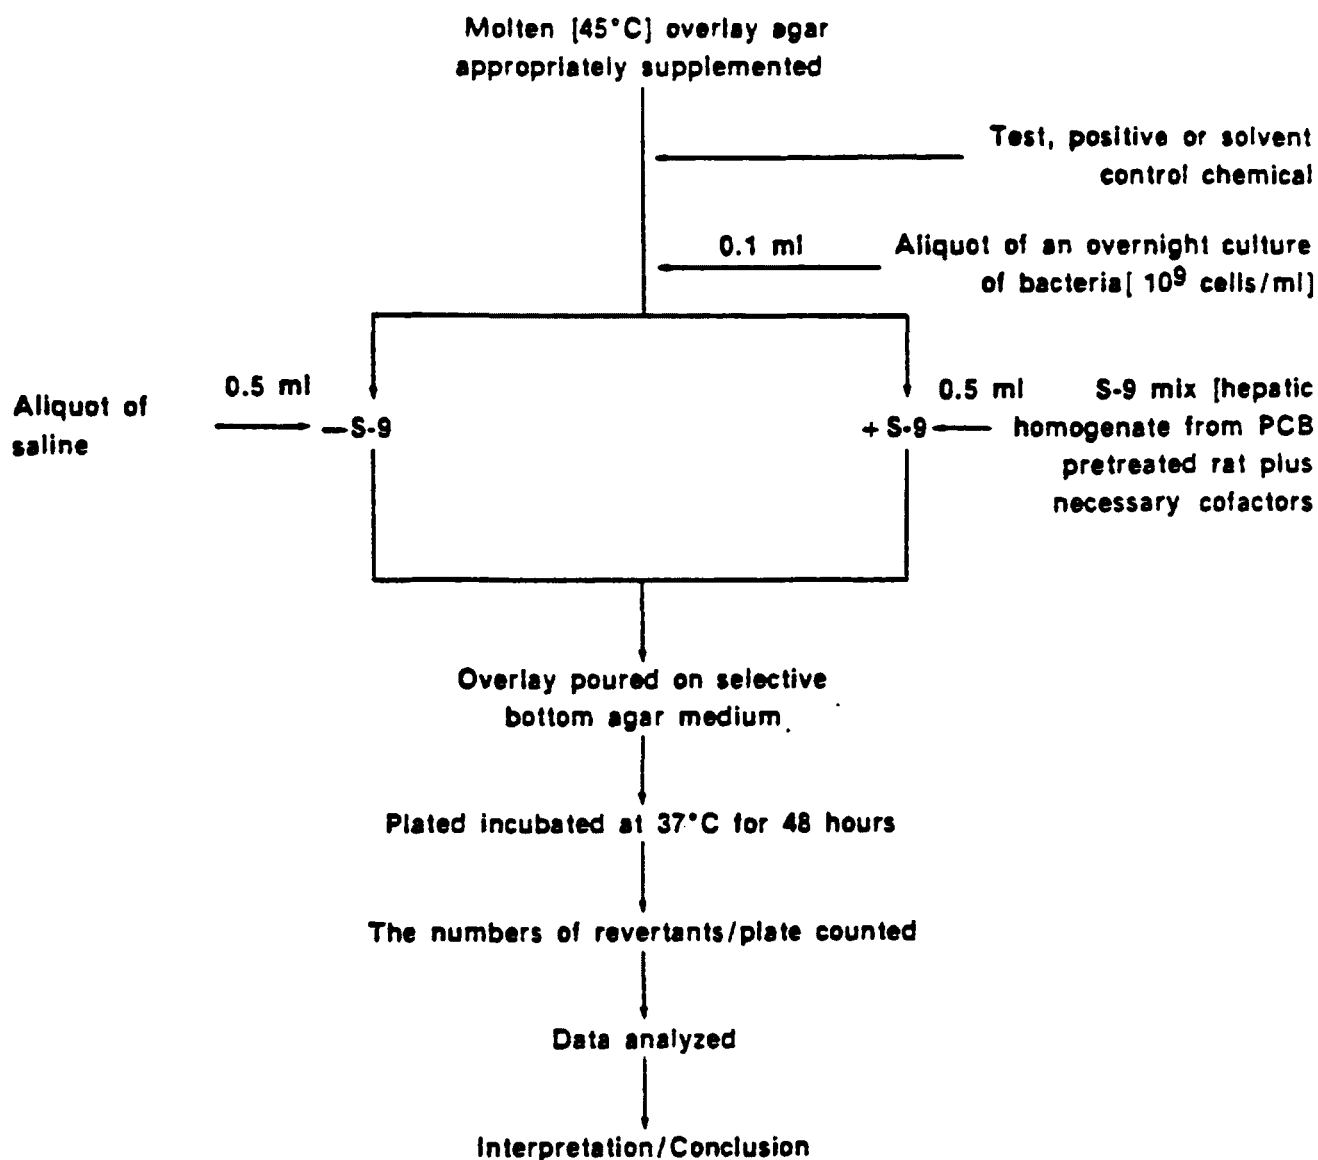 Molten [45°C] overlay agar
appropriately supplemented
Test, positive or solvent
control chemical
0.1 ml
Aliquot of an overnight culture
of bacteria[ 10⁹ cells/ml]
Aliquot of
saline
0.5 ml
—S-9
+ S-9
0.5 ml
S-9 mix [hepatic
homogenate from PCB
pretreated rat plus
necessary cofactors
Overlay poured on selective
bottom agar medium
Plated incubated at 37°C for 48 hours
The numbers of revertants/plate counted
Data analyzed
Interpretation/Conclusion